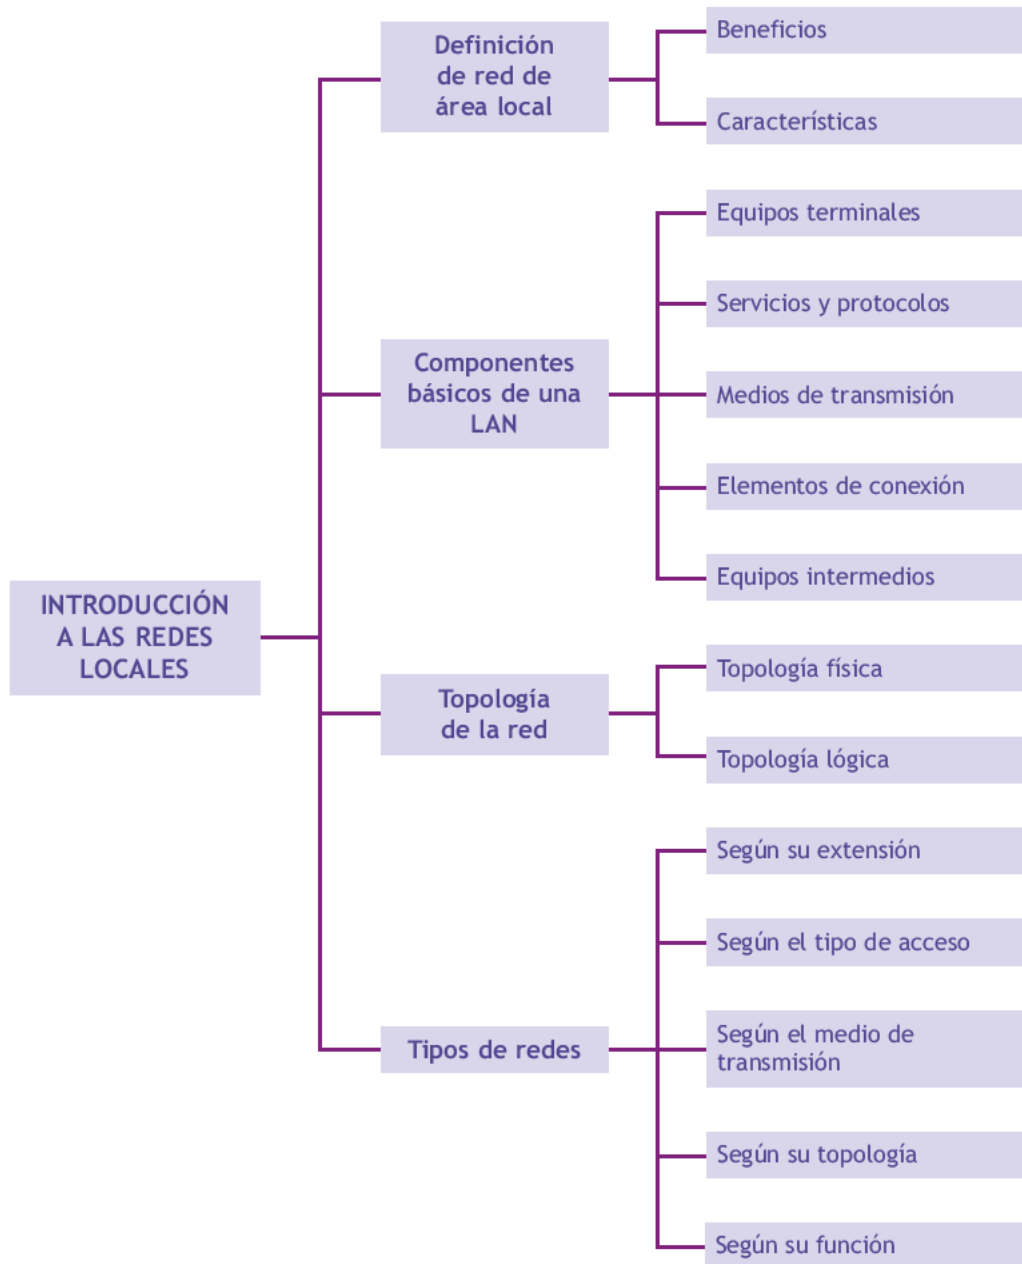 Definición
de red de
área local
Beneficios
Características
Componentes
básicos de una
LAN
Equipos terminales
Servicios y protocolos
Medios de transmisión
Elementos de conexión
Equipos intermedios
INTRODUCCIÓN
A LAS REDES
LOCALES
Topología
de la red
Topología física
Topología lógica
Tipos de redes
Según su extensión
Según el tipo de acceso
Según el medio de
transmisión
Según su topología
Según su función